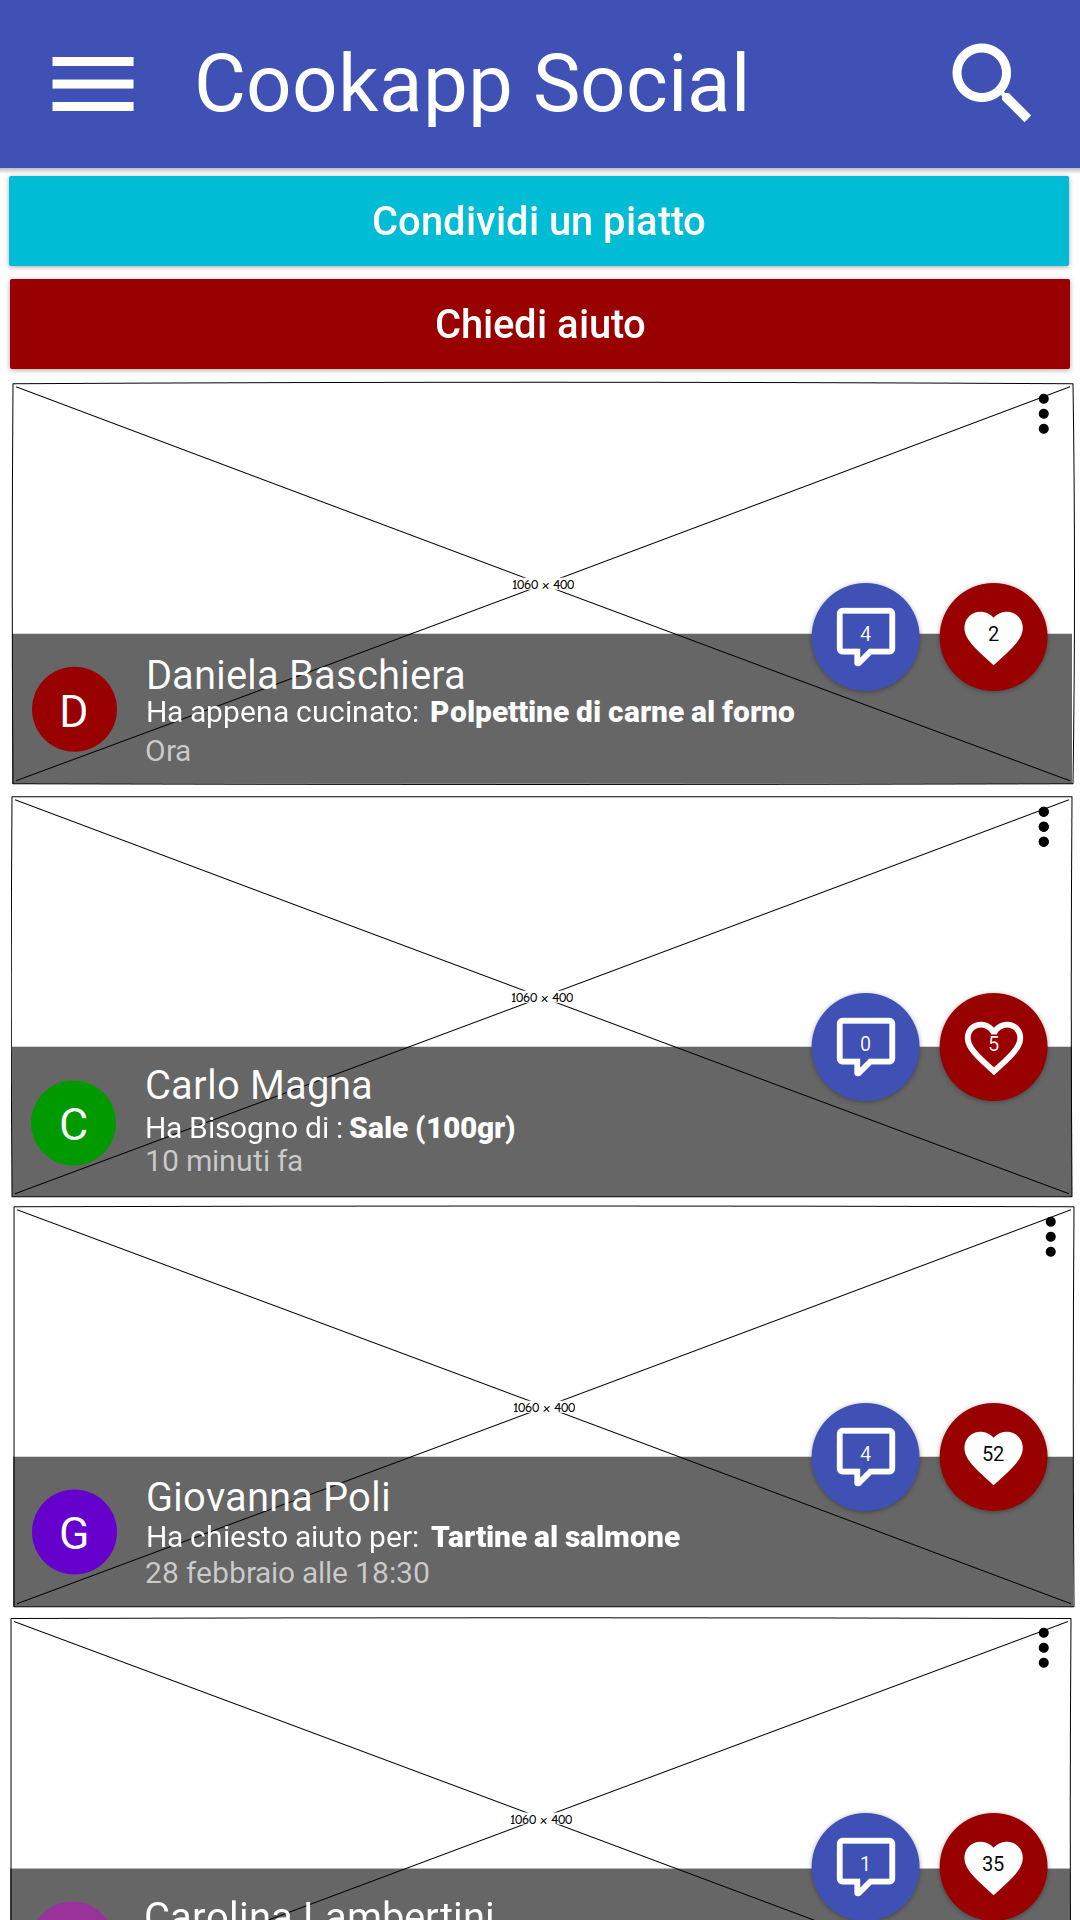 Cookapp Social
Condividi un piatto
Chiedi aiuto
1060 x 400
4
2
D
Daniela Baschiera
Ha appena cucinato: Polpettine di carne al forno
Ora
1060 x 400
0
5
C
Carlo Magna
Ha Bisogno di : Sale (100gr)
10 minuti fa
1060 x 400
4
52
G
Giovanna Poli
Ha chiesto aiuto per: Tartine al salmone
28 febbraio alle 18:30
1060 x 400
1
35
Carolina Lambertini